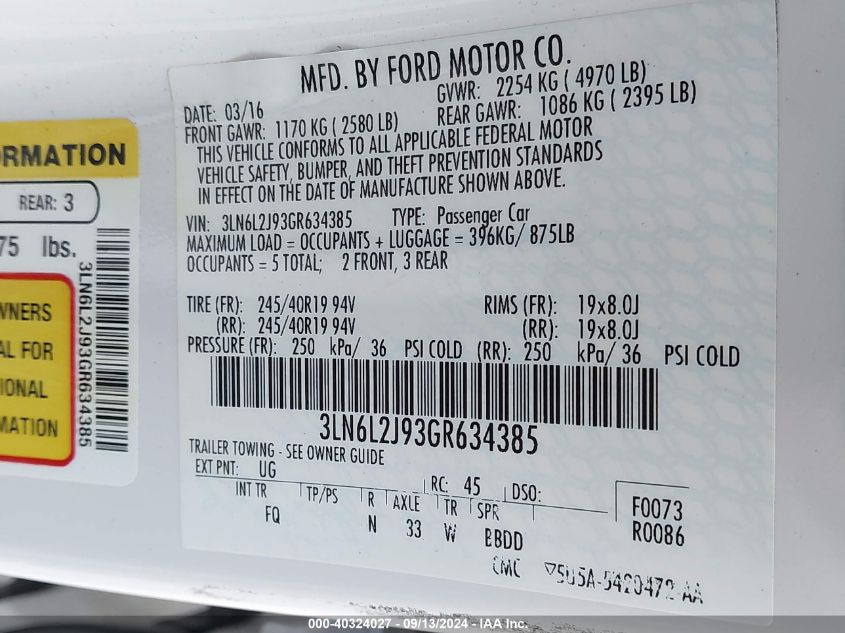 MFD. BY FORD MOTOR CO.
DATE: 03/16 GVWR: 2254 KG ( 4970 LB)
FRONT GAWR: 1170 KG ( 2580 LB) REAR GAWR: 1086 KG ( 2395 LB)
THIS VEHICLE CONFORMS TO ALL APPLICABLE FEDERAL MOTOR
VEHICLE SAFETY, BUMPER, AND THEFT PREVENTION STANDARDS
IN EFFECT ON THE DATE OF MANUFACTURE SHOWN ABOVE.
VIN: 3LN6L2J93GR634385 TYPE: Passenger Car
MAXIMUM LOAD = OCCUPANTS + LUGGAGE = 396KG/ 875LB
OCCUPANTS = 5 TOTAL; 2 FRONT, 3 REAR
TIRE (FR): 245/40R19 94V RIMS (FR): 19x8.0J
(RR): 245/40R19 94V (RR): 19x8.0J
PRESSURE (FR): 250 kPa/ 36 PSI COLD (RR): 250 kPa/ 36 PSI COLD
3LN6L2J93GR634385
TRAILER TOWING - SEE OWNER GUIDE
EXT PNT: UG RC: 45 DSO:
INT TR TP/PS R AXLE TR SPR F0073
FQ N 33 W BBDD R0086
ORMATION
REAR: 3
75 lbs.
3LN6L2J93GR634385
WNERS
AL FOR
IONAL
MATION
000-40324027 - 09/13/2024 - IAA Inc.